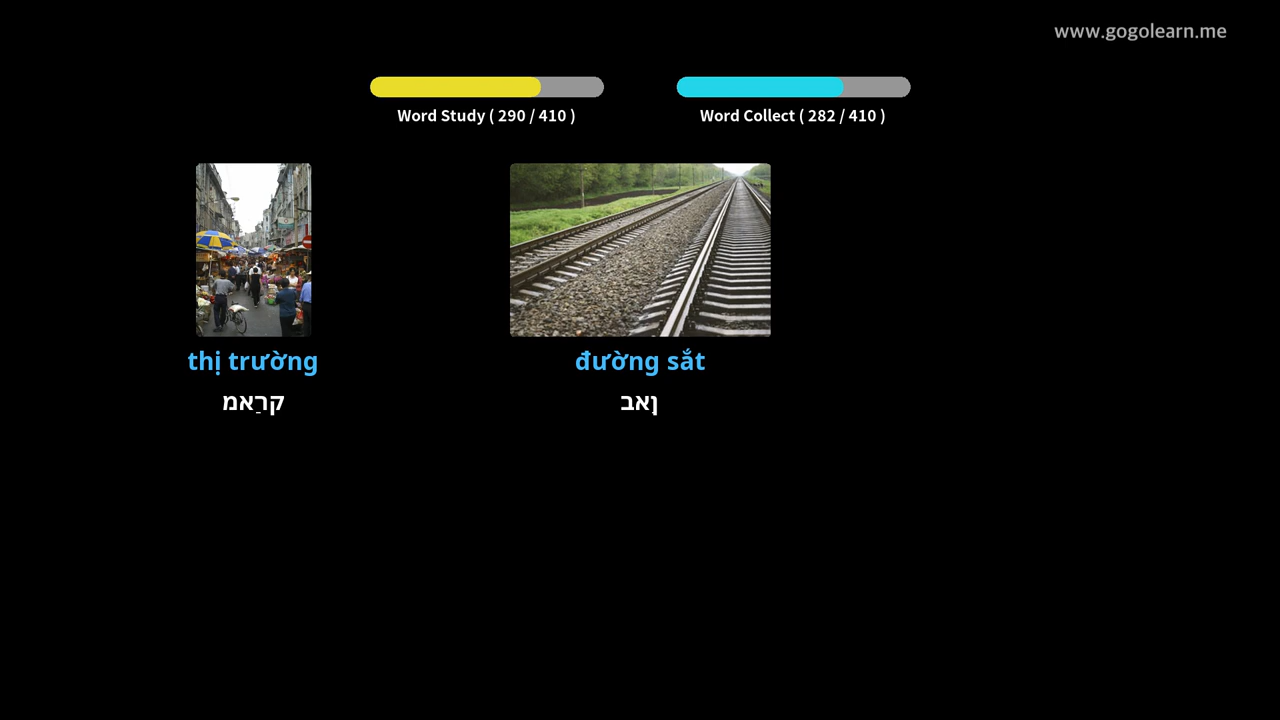 www.gogolearn.me
Word Study ( 290 / 410 )
Word Collect ( 282 / 410 )
thị trường
קרַאמ
đường sắt
ןָאב